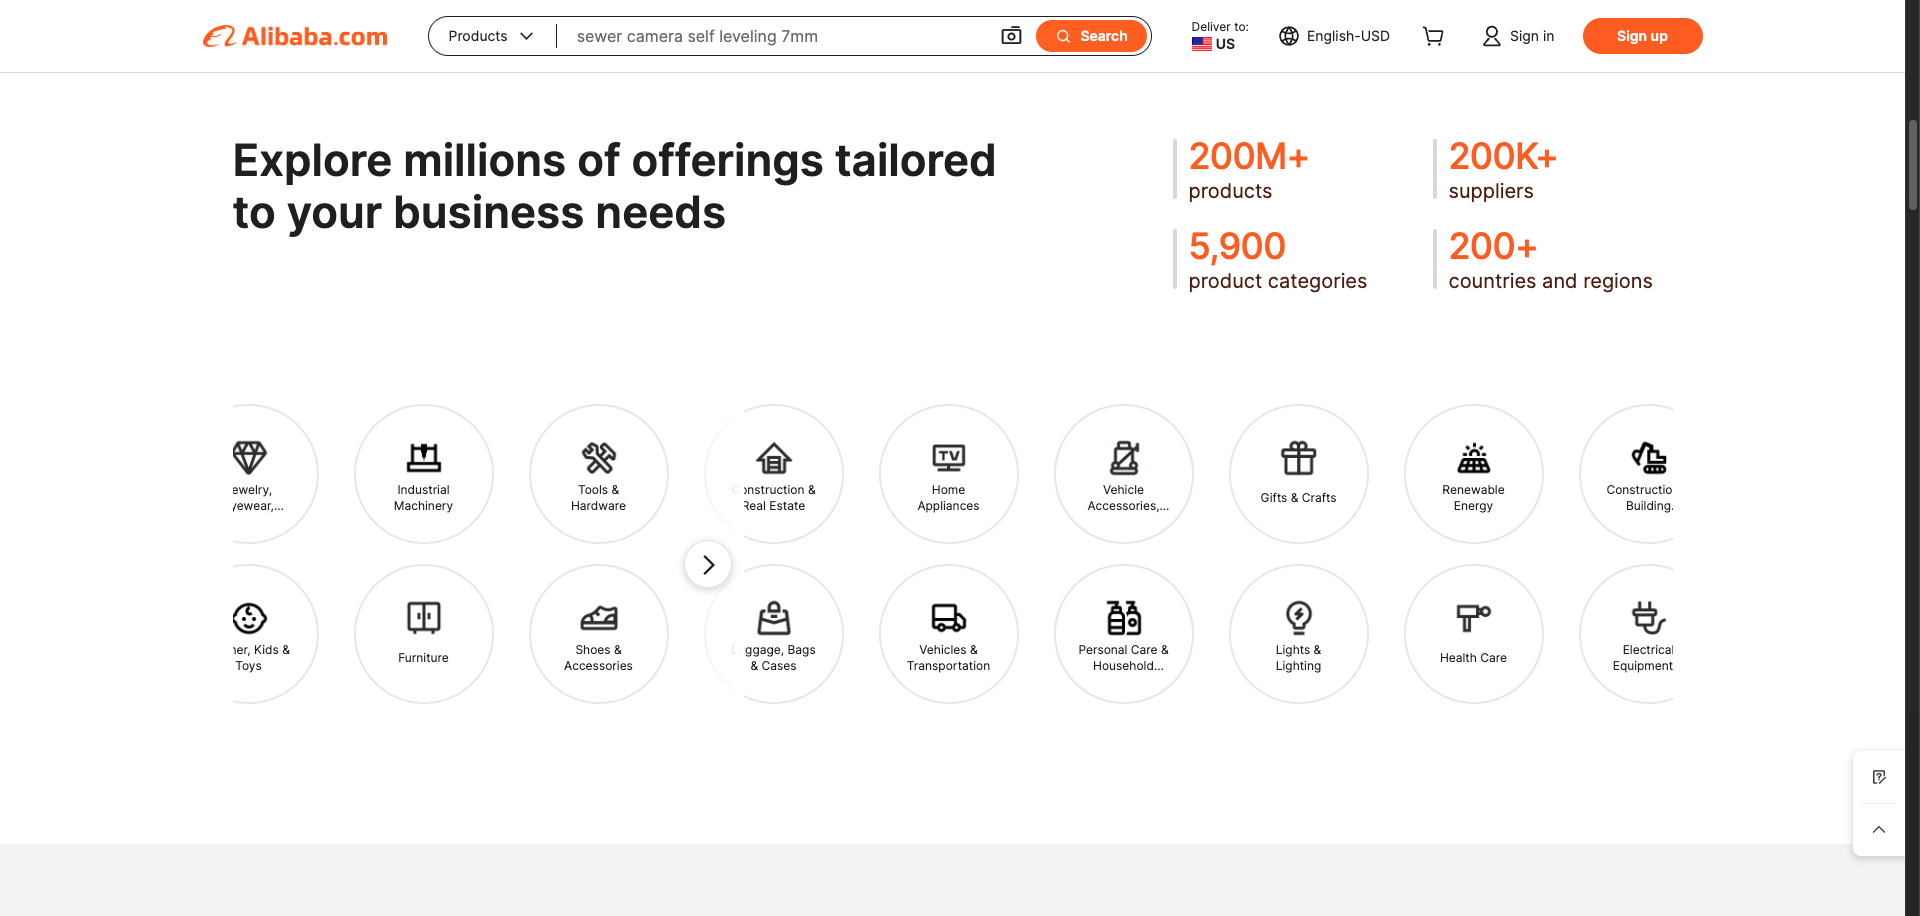 Alibaba.com
Products
sewer camera self leveling 7mm
Search
Deliver to:
US
English-USD
Sign in
Sign up
Explore millions of offerings tailored
to your business needs
200M+
products
200K+
suppliers
5,900
product categories
200+
countries and regions
ewelry,
yewear,...
Industrial
Machinery
Tools &
Hardware
Construction &
Real Estate
TV
Home
Appliances
Vehicle
Accessories,...
Gifts & Crafts
Renewable
Energy
Constructio
Building
ner, Kids &
Toys
Furniture
Shoes &
Accessories
Luggage, Bags
& Cases
Vehicles &
Transportation
Personal Care &
Household...
Lights &
Lighting
Health Care
Electrical
Equipment